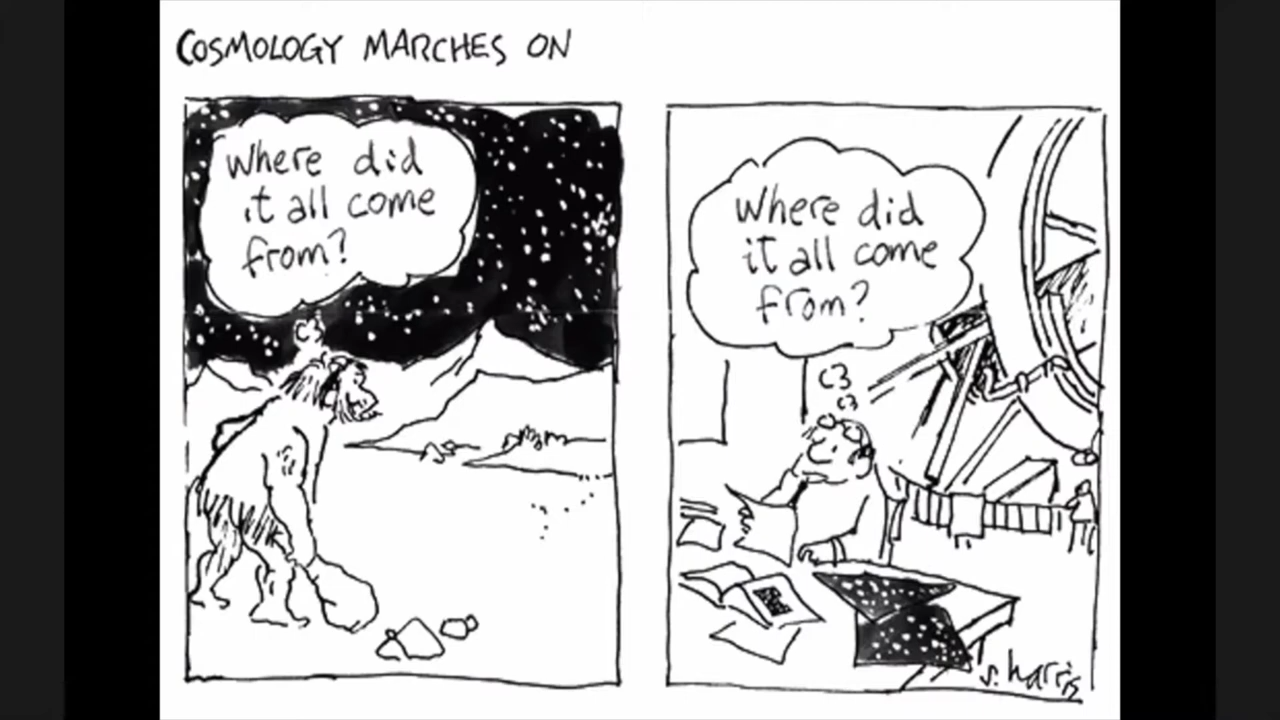 COSMOLOGY MARCHES ON
Where did
it all come
from?
Where did
it all come
from?
s. harris